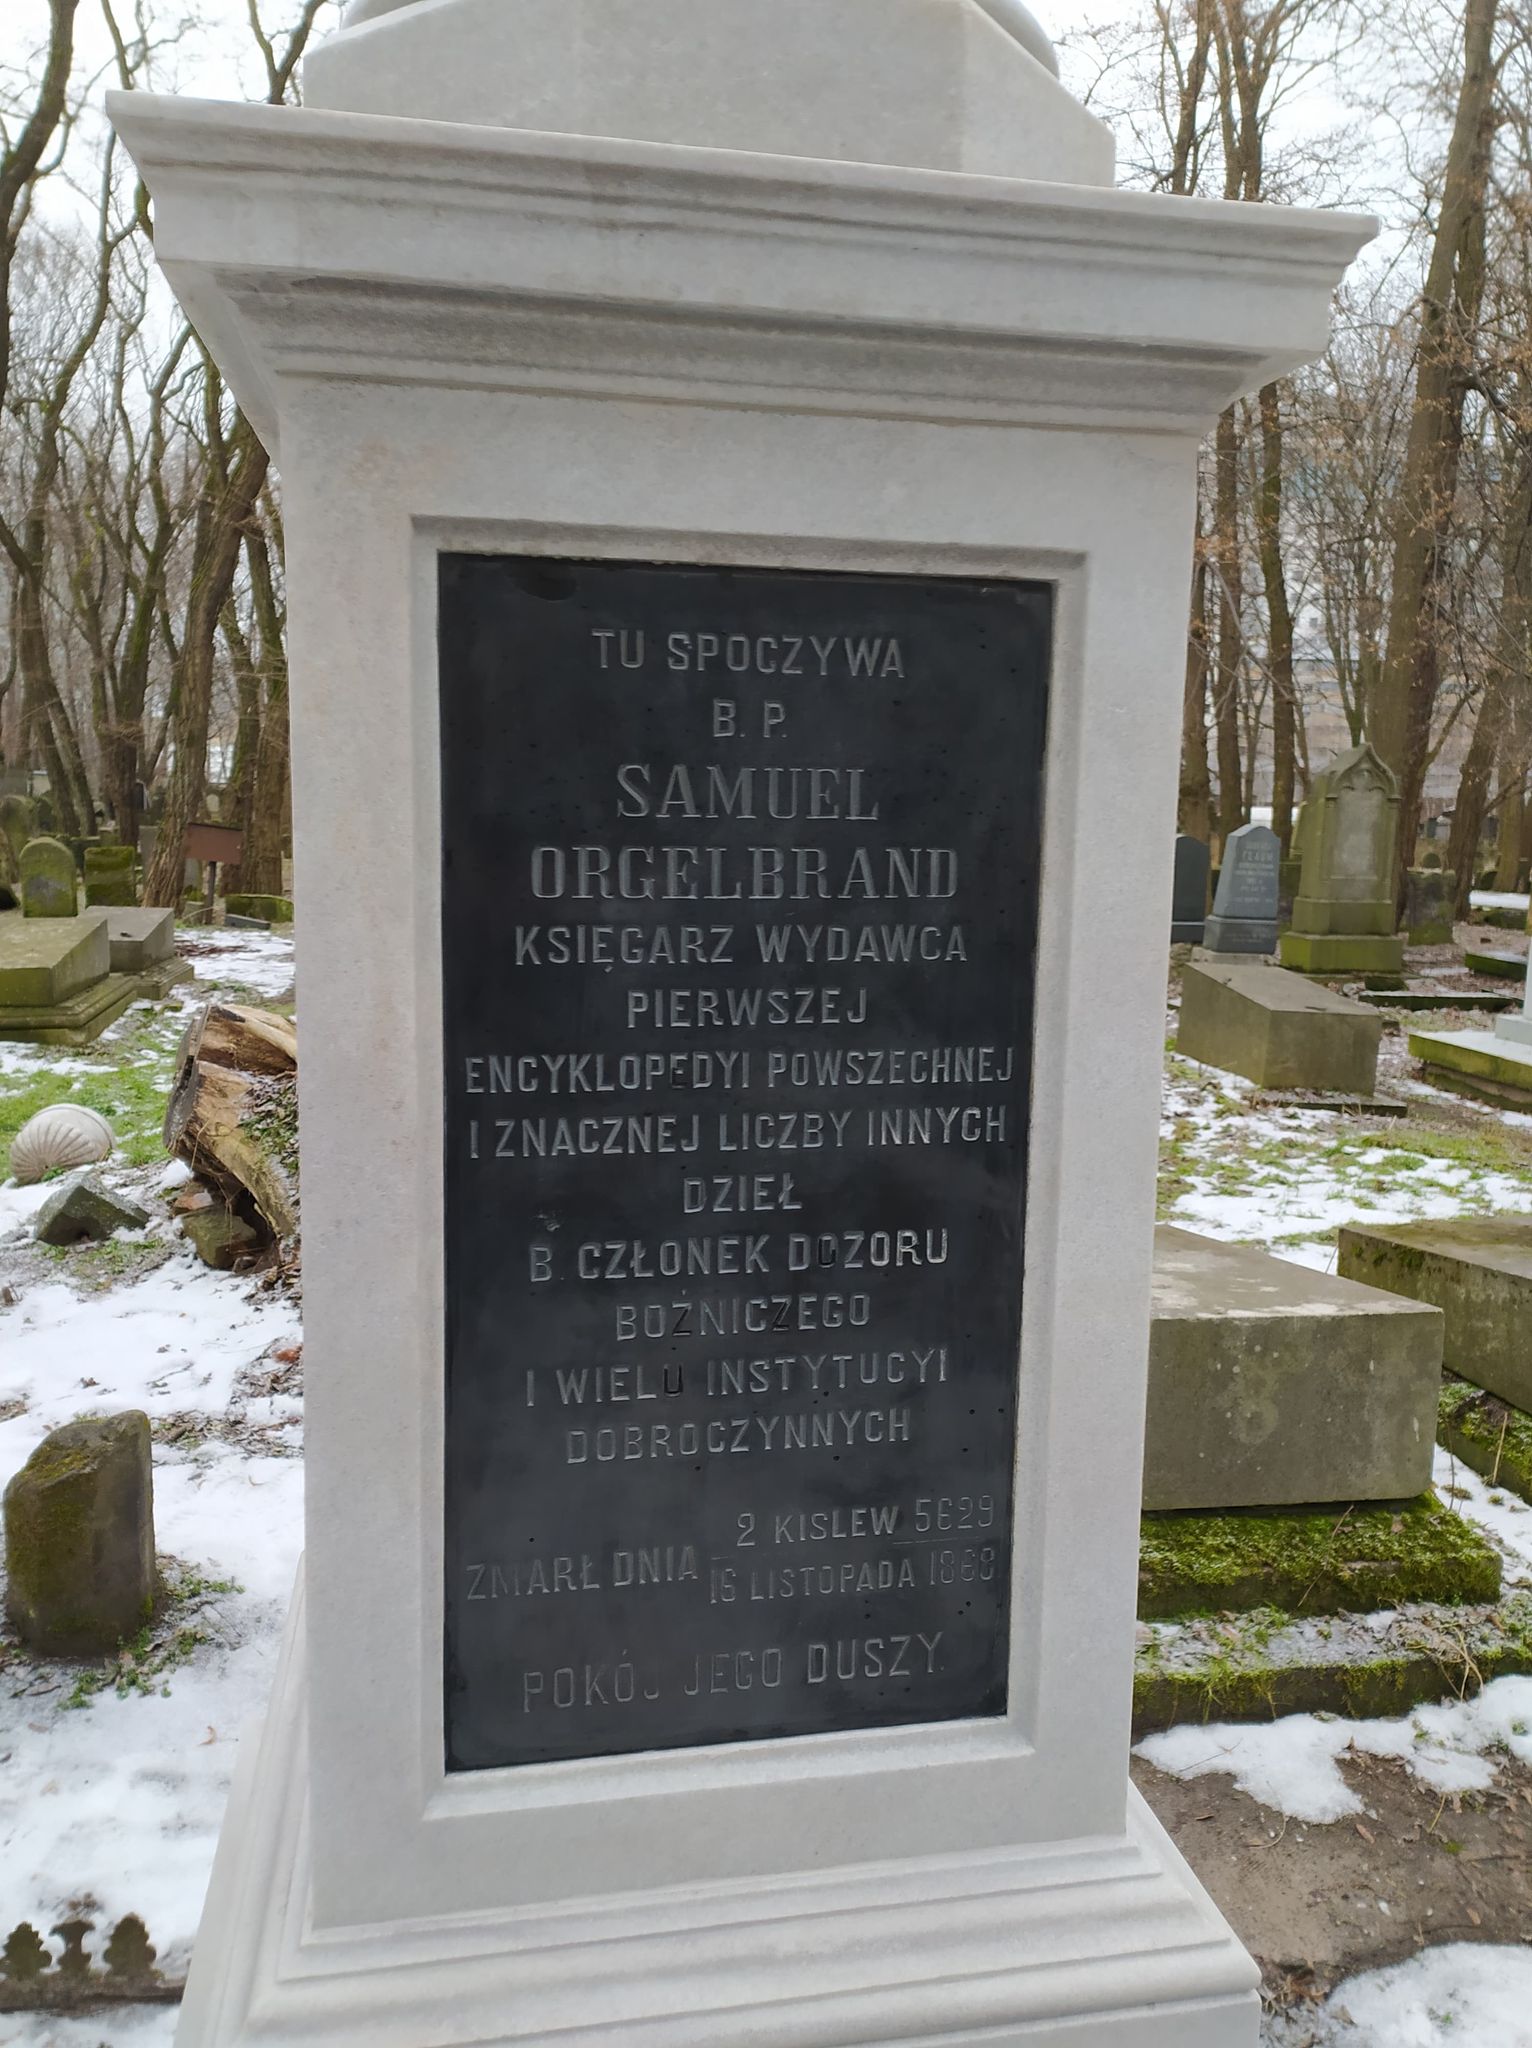 TU SPOCZYWA
B. P.
SAMUEL
ORGELBRAND
KSIĘGARZ WYDAWCA
PIERWSZEJ
ENCYKLOPEDYI POWSZECHNEJ
I ZNACZNEJ LICZBY INNYCH
DZIEŁ
B. CZŁONEK DOZORU
BOŻNICZEGO
I WIELU INSTYTUCYI
DOBROCZYNNYCH
2 KISLEW 5629
ZMARŁ DNIA
16 LISTOPADA 1868
POKÓJ JEGO DUSZY.